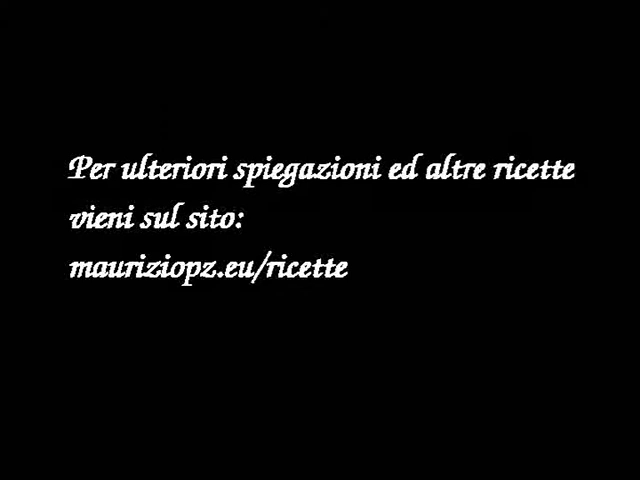 Per ulteriori spiegazioni ed altre ricette
vieni sul sito:
mauriziopz.eu/ricette